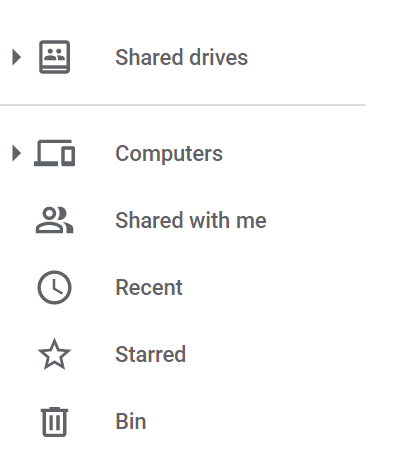 Shared drives
Computers
Shared with me
Recent
Starred
Bin